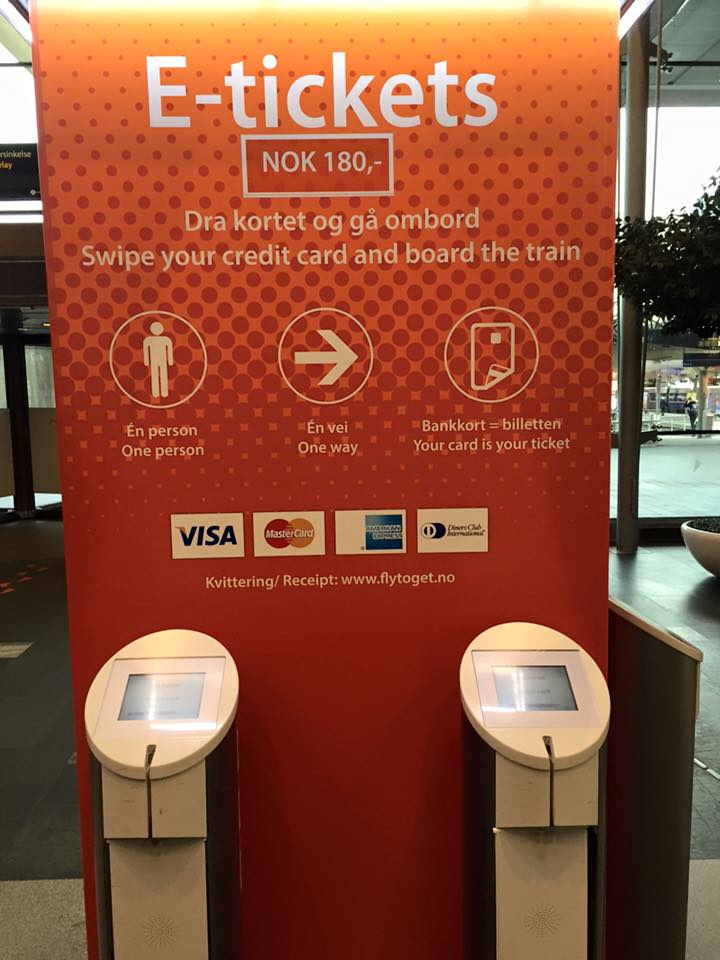 rsinkelse
elay
E-tickets
NOK 180,-
Dra kortet og gå ombord
Swipe your credit card and board the train
Én person
One person
Én vei
One way
Bankkort = billetten
Your card is your ticket
VISA
MasterCard
AMERICAN EXPRESS
Diners Club International
Kvittering/ Receipt: www.flytoget.no